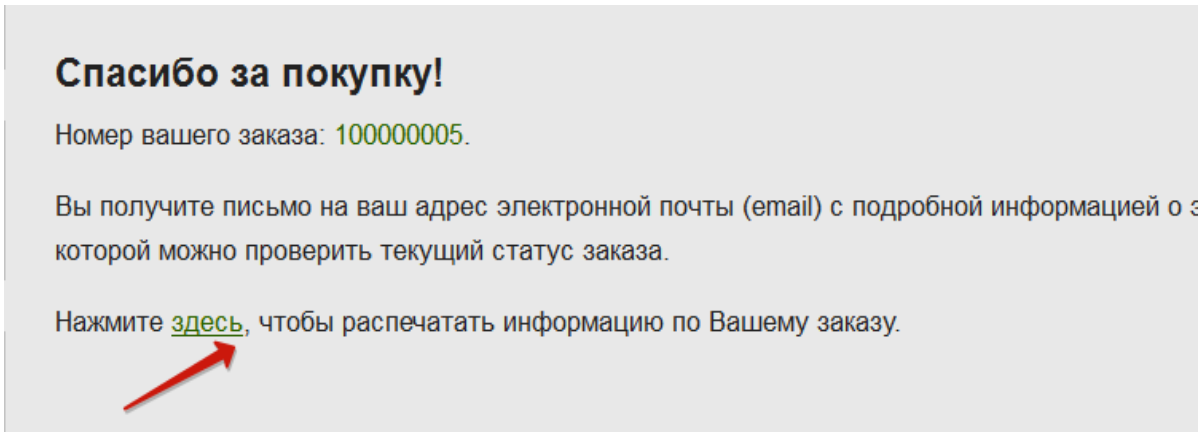 Спасибо за покупку!
Номер вашего заказа: 100000005.
Вы получите письмо на ваш адрес электронной почты (email) с подробной информацией о
которой можно проверить текущий статус заказа.
Нажмите здесь, чтобы распечатать информацию по Вашему заказу.